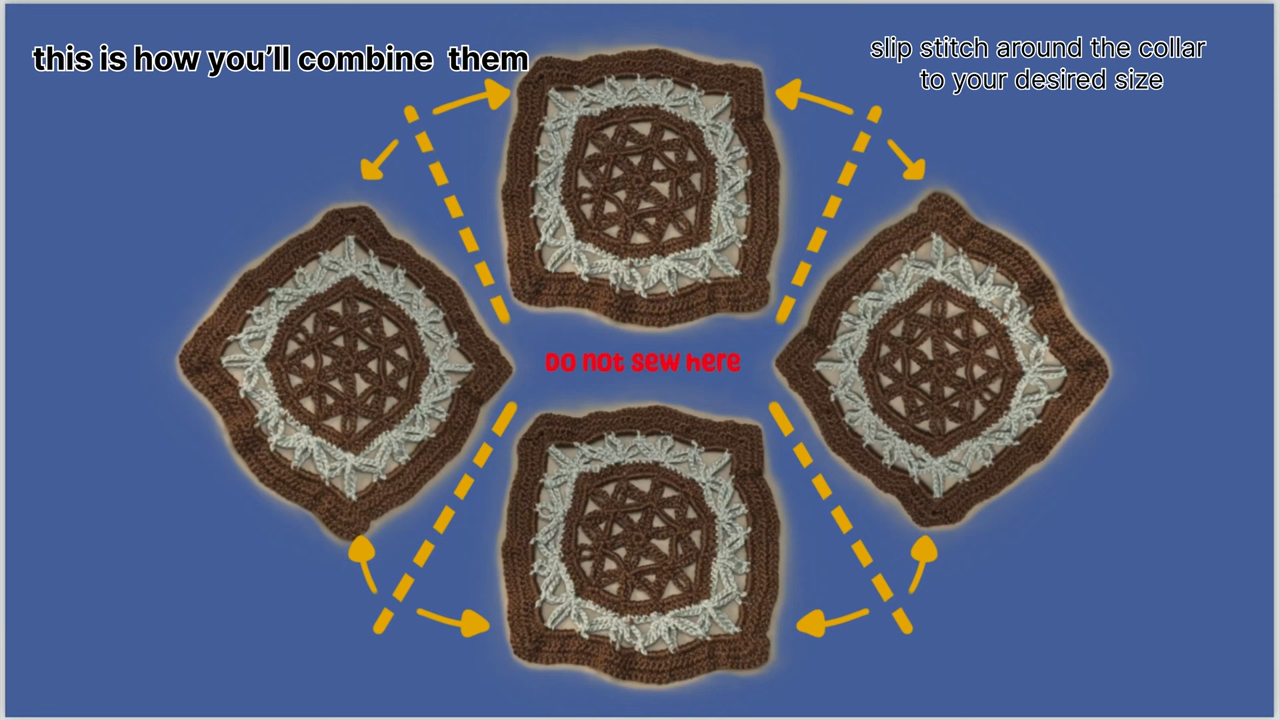 this is how you’ll combine  them
slip stitch around the collar
to your desired size
Do not sew here